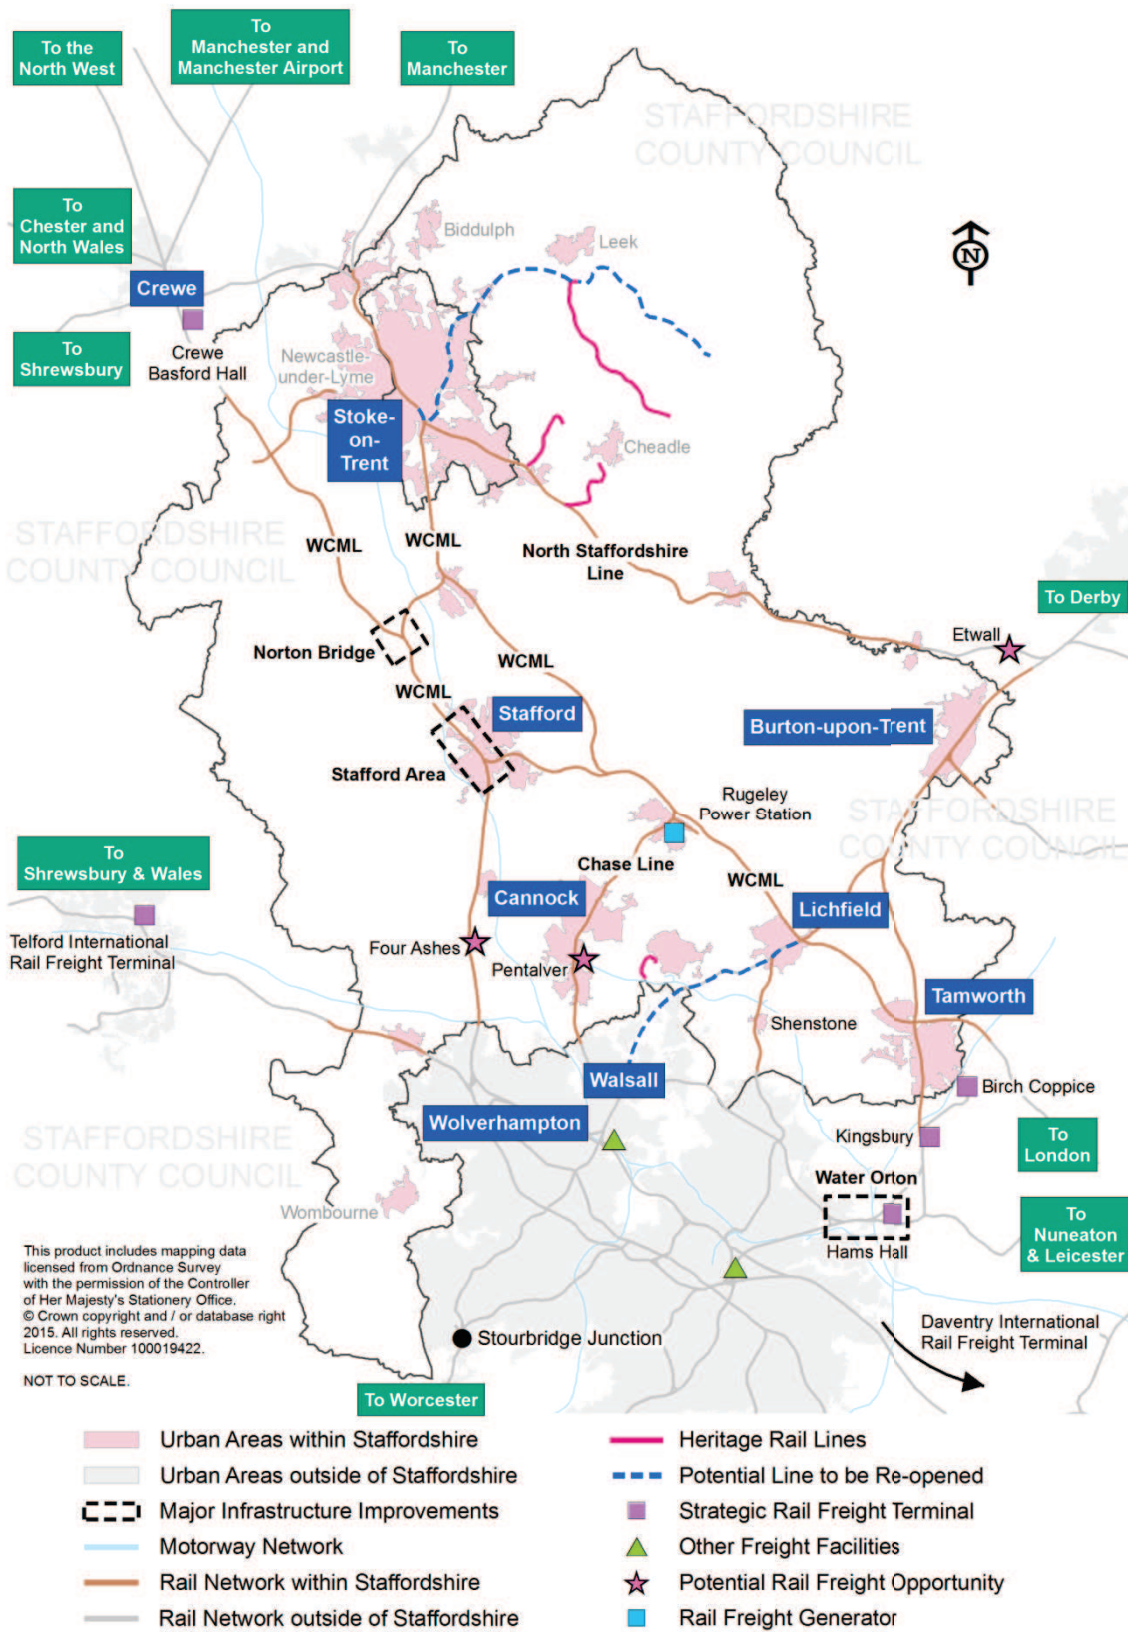 To the
North West
To
Manchester and
Manchester Airport
To
Manchester
STAFFORDSHIRE
COUNTY COUNCIL
To
Chester and
North Wales
Biddulph
Leek
N
Crewe
To
Shrewsbury
Crewe
Basford Hall
Newcastle-
under-Lyme
Stoke-
on-
Trent
Cheadle
STAFFORDSHIRE
COUNTY COUNCIL
WCML
WCML
North Staffordshire
Line
To Derby
Etwall
Norton Bridge
WCML
WCML
Stafford
Burton-upon-Trent
Stafford Area
Rugeley
Power Station
STAFFORDSHIRE
COUNTY COUNCIL
To
Shrewsbury & Wales
Chase Line
WCML
Cannock
Lichfield
Telford International
Rail Freight Terminal
Four Ashes
Pentalver
Tamworth
Shenstone
Walsall
Birch Coppice
Wolverhampton
STAFFORDSHIRE
COUNTY COUNCIL
Kingsbury
To
London
Water Orton
Wombourne
To
Nuneaton
& Leicester
Hams Hall
This product includes mapping data
licensed from Ordnance Survey
with the permission of the Controller
of Her Majesty's Stationery Office.
© Crown copyright and / or database right
2015. All rights reserved.
Licence Number 100019422.
NOT TO SCALE.
Stourbridge Junction
Daventry International
Rail Freight Terminal
To Worcester
Urban Areas within Staffordshire
Urban Areas outside of Staffordshire
Major Infrastructure Improvements
Motorway Network
Rail Network within Staffordshire
Rail Network outside of Staffordshire
Heritage Rail Lines
Potential Line to be Re-opened
Strategic Rail Freight Terminal
Other Freight Facilities
Potential Rail Freight Opportunity
Rail Freight Generator